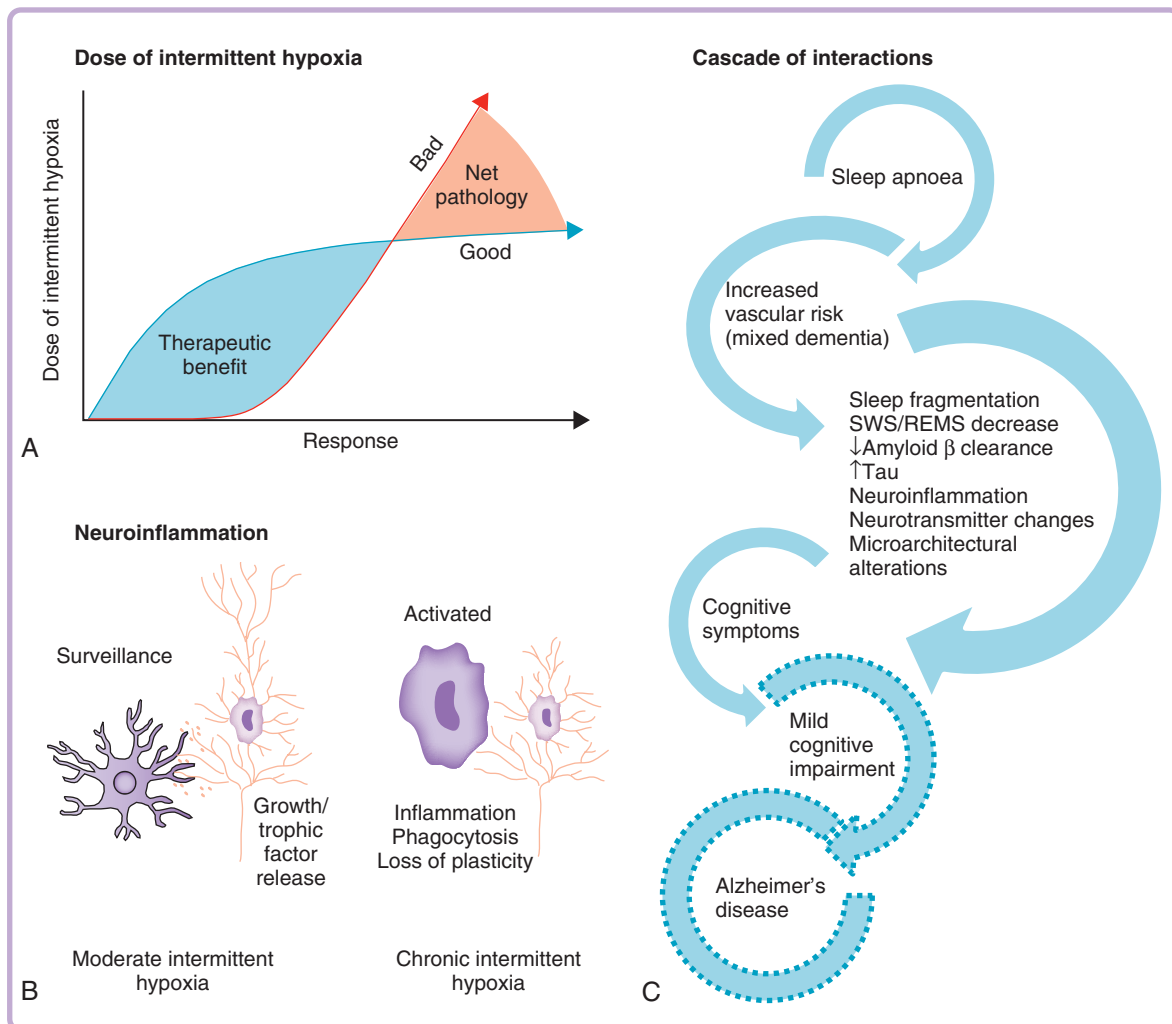 Dose of intermittent hypoxia
Dose of intermittent hypoxia
Bad
Net
pathology
Good
Therapeutic
benefit
Response
A
Neuroinflammation
Surveillance
Growth/
trophic
factor
release
Moderate intermittent
hypoxia
Activated
Inflammation
Phagocytosis
Loss of plasticity
Chronic intermittent
hypoxia
B
Cascade of interactions
Sleep apnoea
Increased
vascular risk
(mixed dementia)
Sleep fragmentation
SWS/REMS decrease
↓Amyloid β clearance
↑Tau
Neuroinflammation
Neurotransmitter changes
Microarchitectural
alterations
Cognitive
symptoms
Mild
cognitive
impairment
Alzheimer's
disease
C